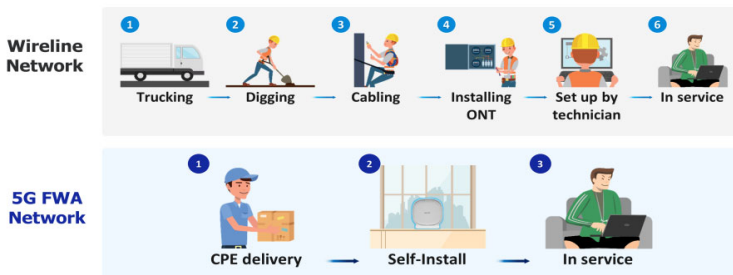 1 2 3 4 5 6
Wireline
Network
Trucking Digging Cabling Installing
ONT Set up by
technician In service
1 2 3
5G FWA
Network
CPE delivery Self-Install In service